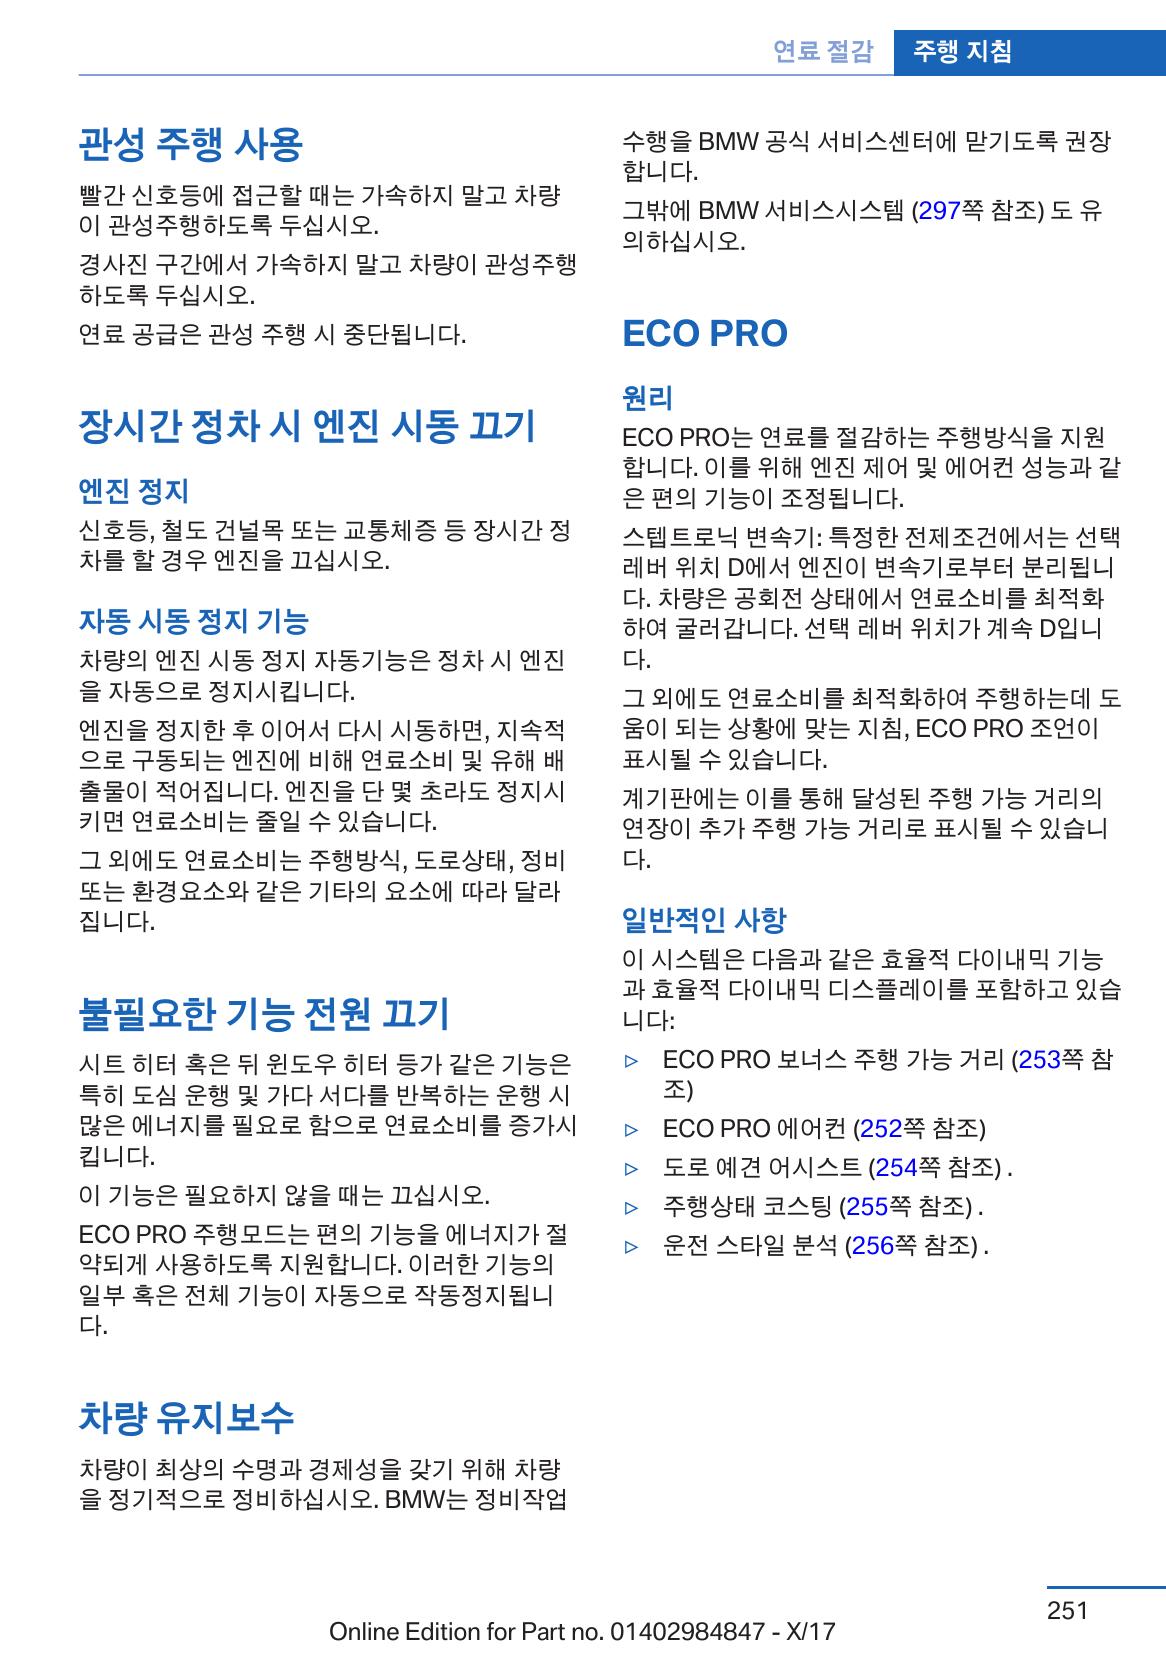 연료 절감 주행 지침
관성 주행 사용
빨간 신호등에 접근할 때는 가속하지 말고 차량
이 관성주행하도록 두십시오.
경사진 구간에서 가속하지 말고 차량이 관성주행
하도록 두십시오.
연료 공급은 관성 주행 시 중단됩니다.
장시간 정차 시 엔진 시동 끄기
엔진 정지
신호등, 철도 건널목 또는 교통체증 등 장시간 정
차를 할 경우 엔진을 끄십시오.
자동 시동 정지 기능
차량의 엔진 시동 정지 자동기능은 정차 시 엔진
을 자동으로 정지시킵니다.
엔진을 정지한 후 이어서 다시 시동하면, 지속적
으로 구동되는 엔진에 비해 연료소비 및 유해 배
출물이 적어집니다. 엔진을 단 몇 초라도 정지시
키면 연료소비는 줄일 수 있습니다.
그 외에도 연료소비는 주행방식, 도로상태, 정비
또는 환경요소와 같은 기타의 요소에 따라 달라
집니다.
불필요한 기능 전원 끄기
시트 히터 혹은 뒤 윈도우 히터 등가 같은 기능은
특히 도심 운행 및 가다 서다를 반복하는 운행 시
많은 에너지를 필요로 함으로 연료소비를 증가시
킵니다.
이 기능은 필요하지 않을 때는 끄십시오.
ECO PRO 주행모드는 편의 기능을 에너지가 절
약되게 사용하도록 지원합니다. 이러한 기능의
일부 혹은 전체 기능이 자동으로 작동정지됩니
다.
차량 유지보수
차량이 최상의 수명과 경제성을 갖기 위해 차량
을 정기적으로 정비하십시오. BMW는 정비작업
수행을 BMW 공식 서비스센터에 맏기도록 권장
합니다.
그밖에 BMW 서비스시스템 (297쪽 참조) 도 유
의하십시오.
ECO PRO
원리
ECO PRO는 연료를 절감하는 주행방식을 지원
합니다. 이를 위해 엔진 제어 및 에어컨 성능과 같
은 편의 기능이 조정됩니다.
스텝트로닉 변속기: 특정한 전제조건에서는 선택
레버 위치 D에서 엔진이 변속기로부터 분리됩니
다. 차량은 공회전 상태에서 연료소비를 최적화
하여 굴러갑니다. 선택 레버 위치가 계속 D입니
다.
그 외에도 연료소비를 최적화하여 주행하는데 도
움이 되는 상황에 맞는 지침, ECO PRO 조언이
표시될 수 있습니다.
계기판에는 이를 통해 달성된 주행 가능 거리의
연장이 추가 주행 가능 거리로 표시될 수 있습니
다.
일반적인 사항
이 시스템은 다음과 같은 효율적 다이내믹 기능
과 효율적 다이내믹 디스플레이를 포함하고 있습
니다:
▷ ECO PRO 보너스 주행 가능 거리 (253쪽 참
조)
▷ ECO PRO 에어컨 (252쪽 참조)
▷ 도로 예견 어시스트 (254쪽 참조) .
▷ 주행상태 코스팅 (255쪽 참조) .
▷ 운전 스타일 분석 (256쪽 참조) .
251
Online Edition for Part no. 01402984847 - X/17